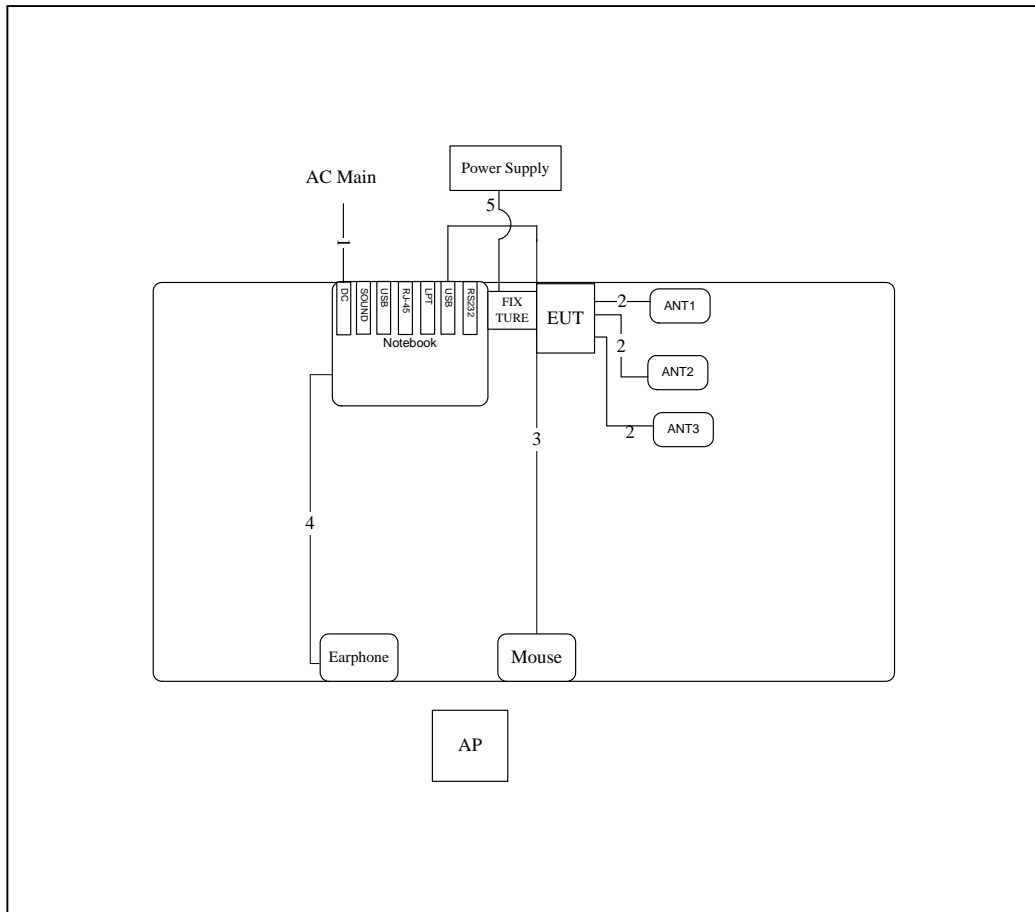 Power Supply
AC Main
5
1
DC
SOUND
USB
RJ-45
LPT
USB
RS232
Notebook
FIX
TURE
EUT
2
ANT1
2
ANT2
2
ANT3
3
4
Earphone
Mouse
AP